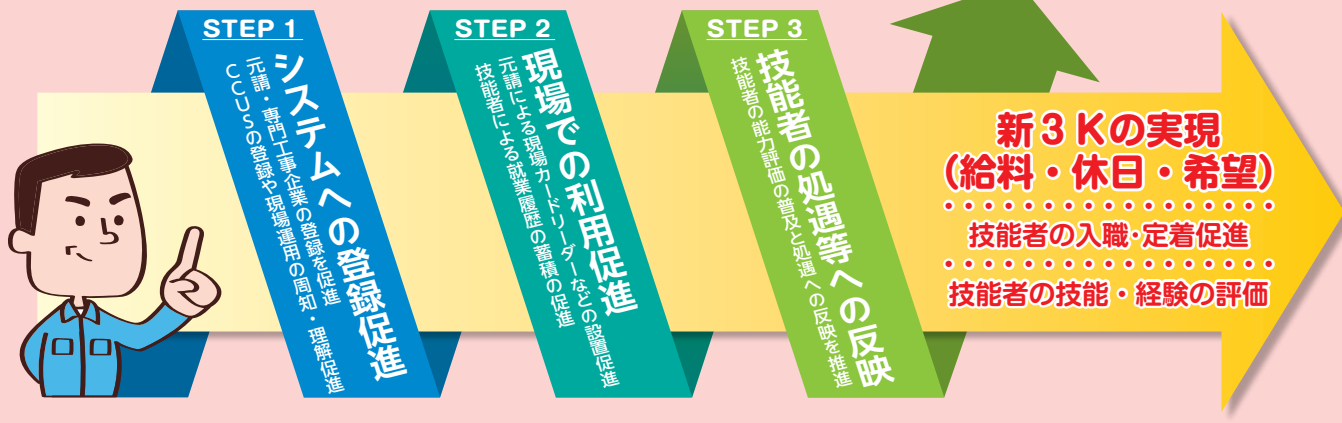 STEP 1
システムへの登録促進
元請・専門工事企業の登録を促進
CCUSの登録や現場運用の周知・理解促進
STEP 2
現場での利用促進
元請による現場カードリーダーなどの設置促進
技能者による就業履歴の蓄積の促進
STEP 3
技能者の処遇等への反映
技能者の能力評価の普及と処遇への反映を推進
新3Kの実現
(給料・休日・希望)
技能者の入職・定着促進
技能者の技能・経験の評価